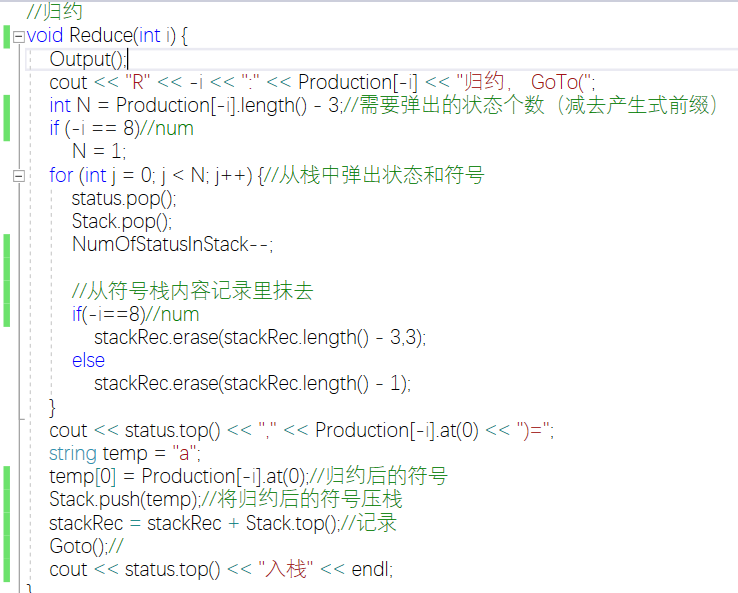 //归约
void Reduce(int i) {
Output();
cout << "R" << -i << ":" << Production[-i] << "归约， GoTo(";
int N = Production[-i].length() - 3;//需要弹出的状态个数（减去产生式前缀）
if (-i == 8)//num
N = 1;
for (int j = 0; j < N; j++) {//从栈中弹出状态和符号
status.pop();
Stack.pop();
NumOfStatusInStack--;
//从符号栈内容记录里抹去
if(-i==8)//num
stackRec.erase(stackRec.length() - 3,3);
else
stackRec.erase(stackRec.length() - 1);
}
cout << status.top() << "," << Production[-i].at(0) << ")=";
string temp = "a";
temp[0] = Production[-i].at(0);//归约后的符号
Stack.push(temp);//将归约后的符号压栈
stackRec = stackRec + Stack.top();//记录
Goto();//
cout << status.top() << "入栈" << endl;
}